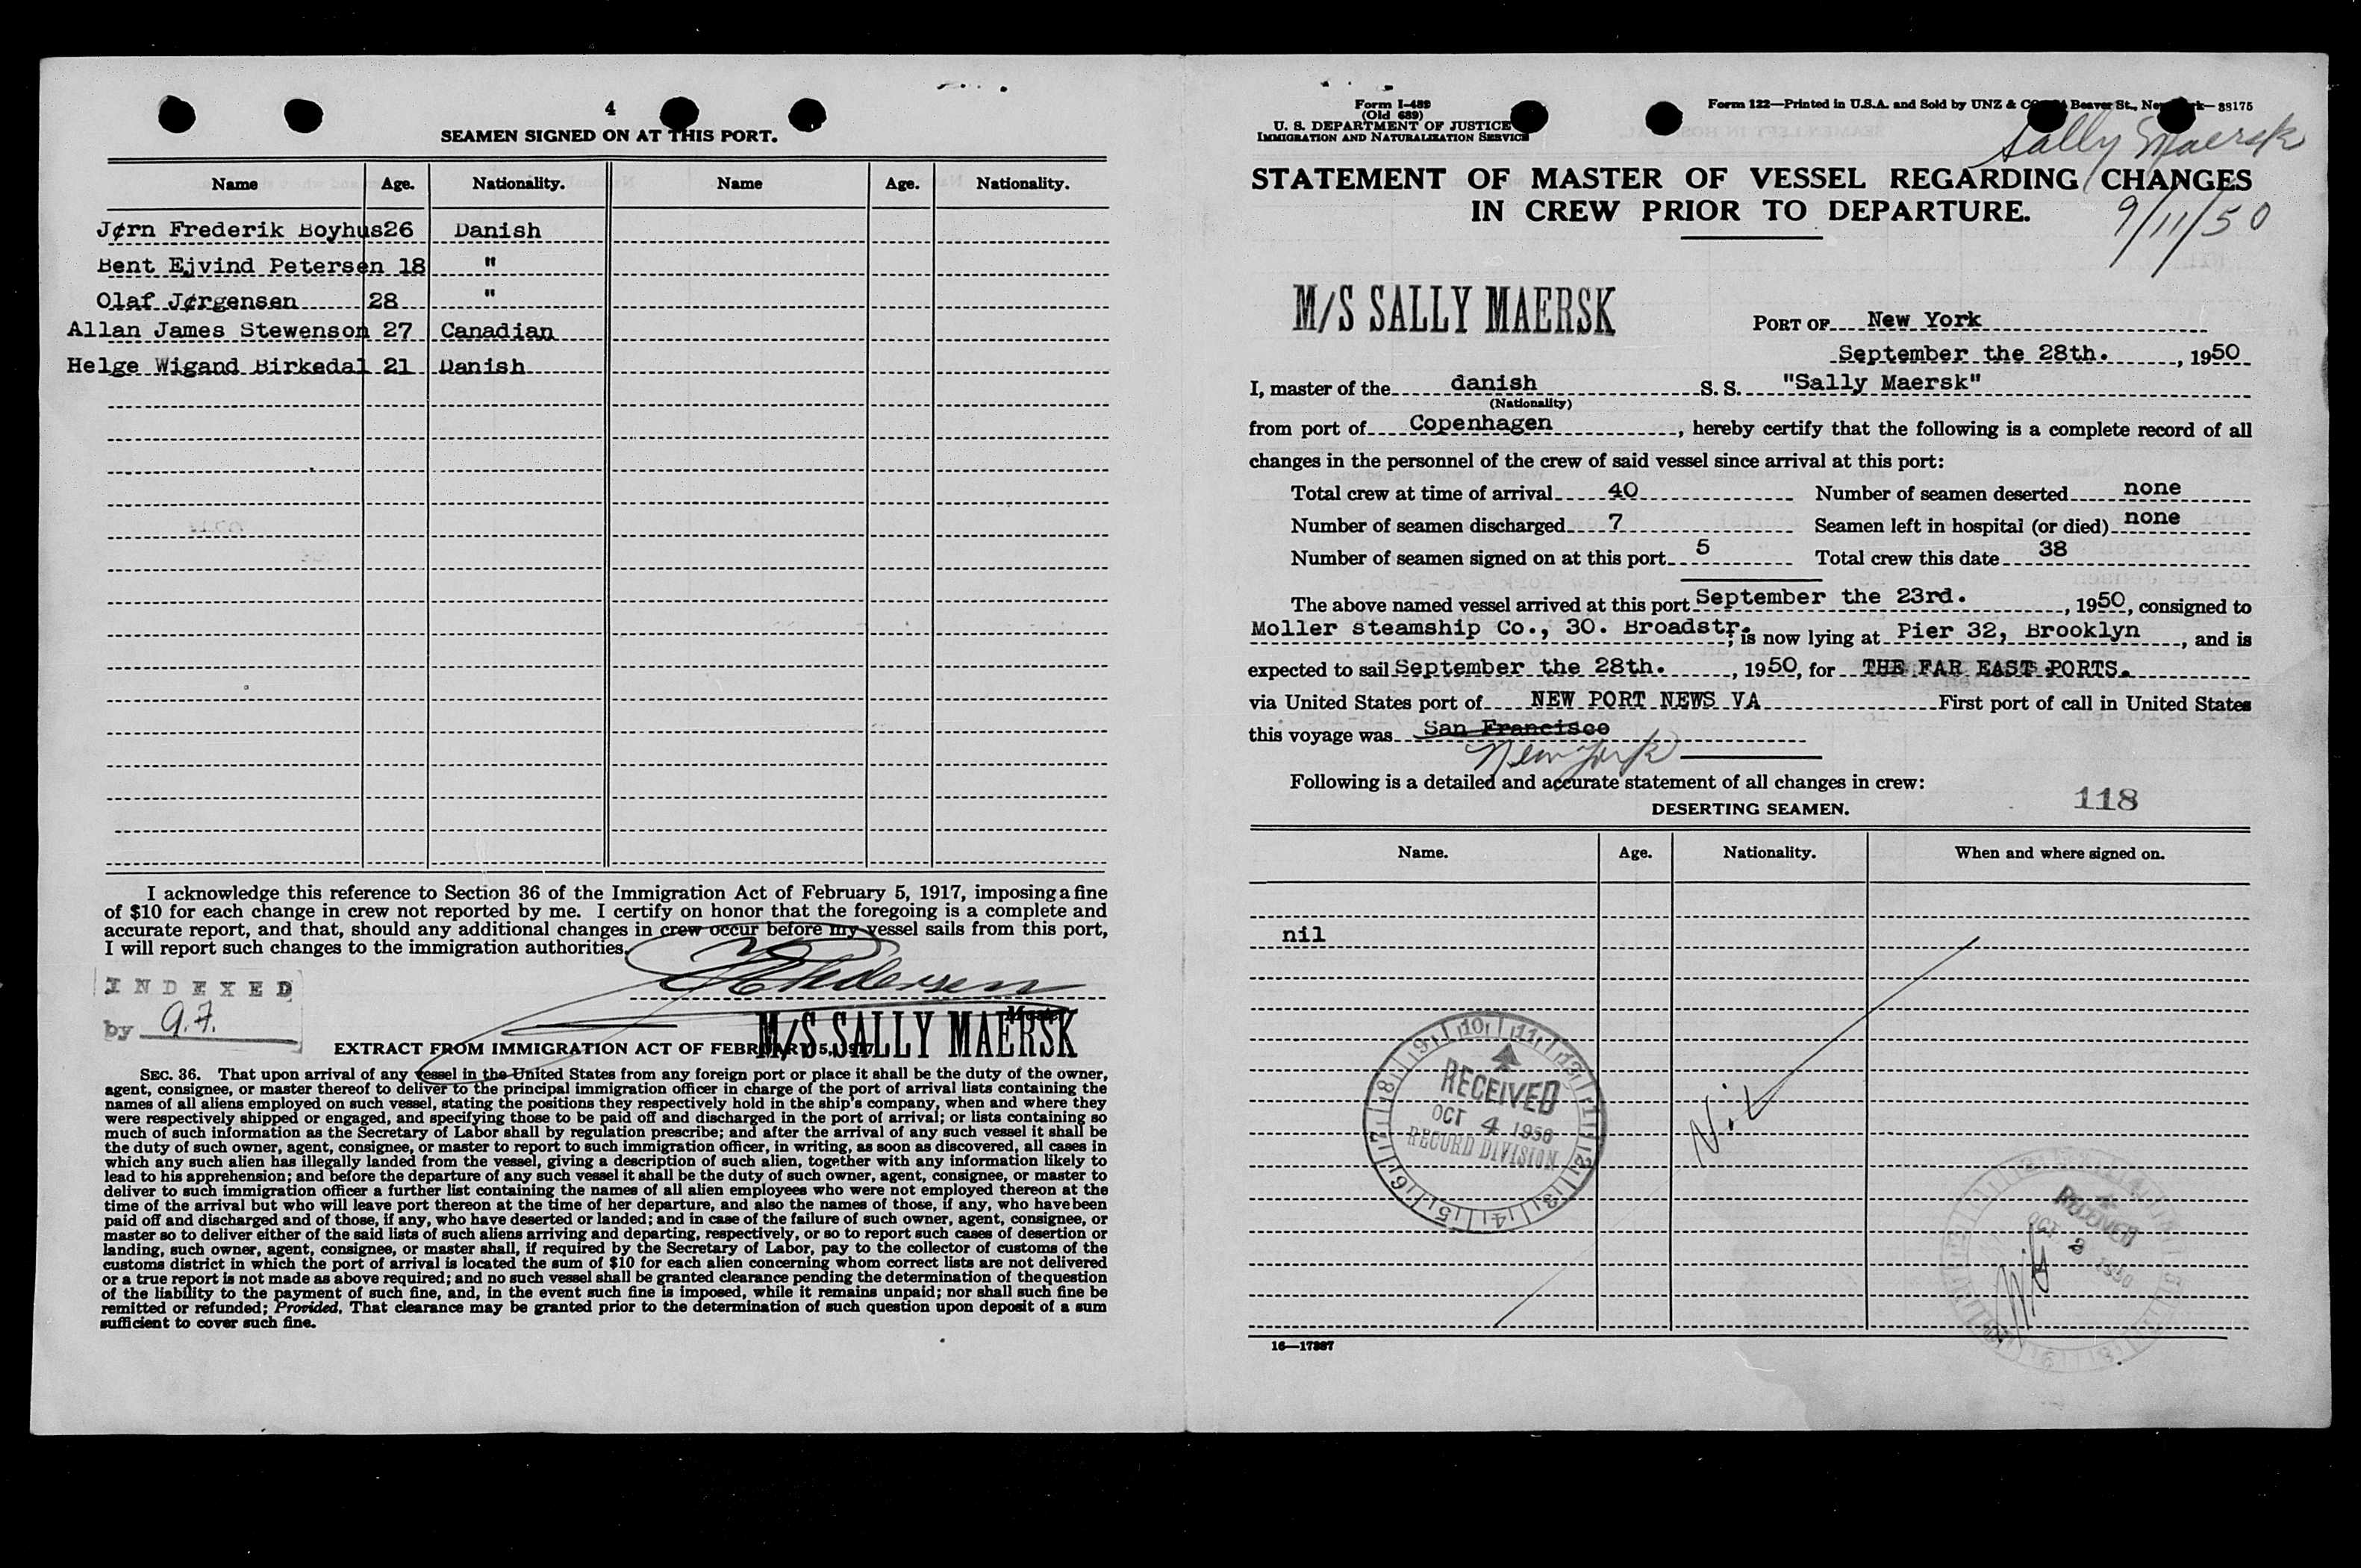 4
SEAMEN SIGNED ON AT THIS PORT.
Name Age. Nationality. Name Age. Nationality.
Jørn Frederik Boyhus 26 Danish
Bent Ejvind Petersen 18 "
Olaf Jørgensen 28 "
Allan James Stewenson 27 Canadian
Helge Wigand Birkedal 21 Danish
I acknowledge this reference to Section 36 of the Immigration Act of February 5, 1917, imposing a fine
of $10 for each change in crew not reported by me. I certify on honor that the foregoing is a complete and
accurate report, and that, should any additional changes in crew occur before my vessel sails from this port,
I will report such changes to the immigration authorities.
INDEXED
by
Pedersen
Master
M/S SALLY MAERSK
EXTRACT FROM IMMIGRATION ACT OF FEBRUARY 5, 1917
SEC. 36. That upon arrival of any vessel in the United States from any foreign port or place it shall be the duty of the owner,
agent, consignee, or master thereof to deliver to the principal immigration officer in charge of the port of arrival lists containing the
names of all aliens employed on such vessel, stating the positions they respectively hold in the ship's company, when and where they
were respectively shipped or engaged, and specifying those to be paid off and discharged in the port of arrival; or lists containing so
much of such information as the Secretary of Labor shall by regulation prescribe; and after the arrival of any such vessel it shall be
the duty of such owner, agent, consignee, or master to report to such immigration officer, in writing, as soon as discovered, all cases in
which any such alien has illegally landed from the vessel, giving a description of such alien, together with any information likely to
lead to his apprehension; and before the departure of any such vessel it shall be the duty of such owner, agent, consignee, or master to
deliver to such immigration officer a further list containing the names of all alien employees who were not employed thereon at the
time of the arrival but who will leave port thereon at the time of her departure, and also the names of those, if any, who have been
paid off and discharged and of those, if any, who have deserted or landed; and in case of the failure of such owner, agent, consignee, or
master so to deliver either of the said lists of such aliens arriving and departing, respectively, or so to report such cases of desertion or
landing, such owner, agent, consignee, or master shall, if required by the Secretary of Labor, pay to the collector of customs of the
customs district in which the port of arrival is located the sum of $10 for each alien concerning whom correct lists are not delivered
or a true report is not made as above required; and no such vessel shall be granted clearance pending the determination of the question
of the liability to the payment of such fine, and, in the event such fine is imposed, while it remains unpaid; nor shall such fine be
remitted or refunded; Provided, That clearance may be granted prior to the determination of such question upon deposit of a sum
sufficient to cover such fine.
Form I-489
(Old 689)
U. S. DEPARTMENT OF JUSTICE
IMMIGRATION AND NATURALIZATION SERVICE
Form 122—Printed in U.S.A. and Sold by UNZ & Beaver St., 38175
Sally Maersk
STATEMENT OF MASTER OF VESSEL REGARDING CHANGES
IN CREW PRIOR TO DEPARTURE.
9/11/50
M/S SALLY MAERSK
PORT OF New York
September the 28th. , 1950
I, master of the danish S. S. "Sally Maersk"
(Nationality)
from port of Copenhagen , hereby certify that the following is a complete record of all
changes in the personnel of the crew of said vessel since arrival at this port:
Total crew at time of arrival 40 Number of seamen deserted none
Number of seamen discharged 7 Seamen left in hospital (or died) none
Number of seamen signed on at this port 5 Total crew this date 38
The above named vessel arrived at this port September the 23rd. , 1950, consigned to
Moller steamship Co., 30. Broadstr. ; is now lying at Pier 32, Brooklyn , and is
expected to sail September the 28th. , 1950, for THE FAR EAST PORTS.
via United States port of NEW PORT NEWS VA First port of call in United States
this voyage was San Francisco
New York
Following is a detailed and accurate statement of all changes in crew:
DESERTING SEAMEN.
118
Name. Age. Nationality. When and where signed on.
nil
RECEIVED
OCT 4 1950
RECORD DIVISION
Nil
RECEIVED
OCT 2 1950
16—17387